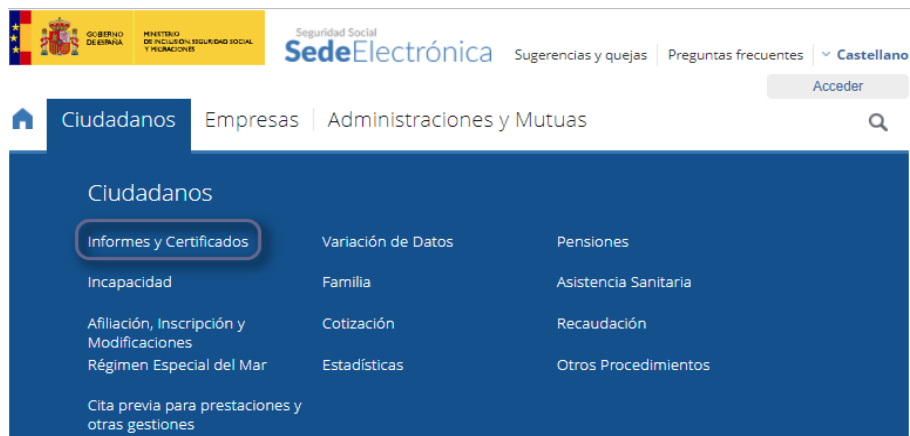 GOBIERNO
DE ESPAÑA
MINISTERIO
DE INCLUSIÓN, SEGURIDAD SOCIAL
Y MIGRACIONES
Seguridad Social
SedeElectrónica
Sugerencias y quejas
Preguntas frecuentes
Castellano
Acceder
Ciudadanos
Empresas
Administraciones y Mutuas
Ciudadanos
Informes y Certificados
Variación de Datos
Pensiones
Incapacidad
Familia
Asistencia Sanitaria
Afiliación, Inscripción y
Modificaciones
Cotización
Recaudación
Régimen Especial del Mar
Estadísticas
Otros Procedimientos
Cita previa para prestaciones y
otras gestiones